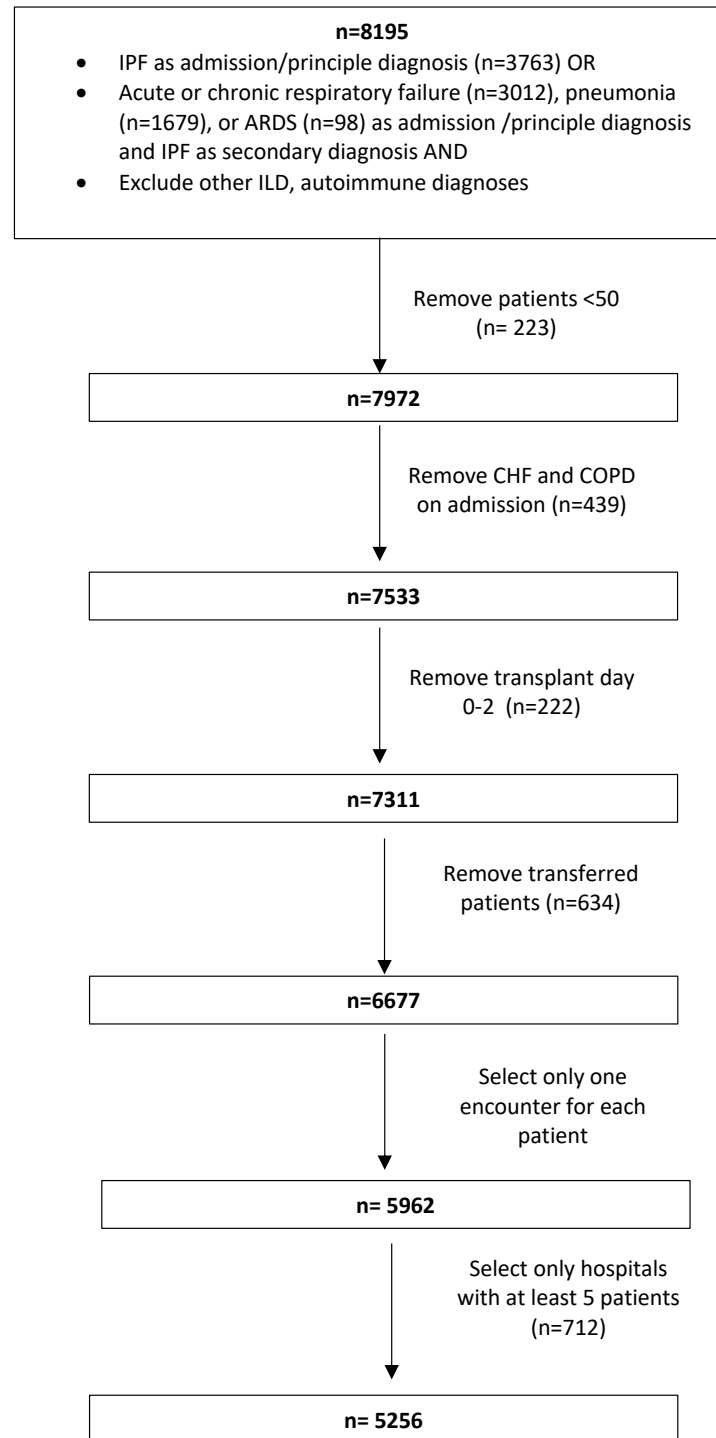 n=8195
• IPF as admission/principle diagnosis (n=3763) OR
• Acute or chronic respiratory failure (n=3012), pneumonia
(n=1679), or ARDS (n=98) as admission /principle diagnosis
and IPF as secondary diagnosis AND
• Exclude other ILD, autoimmune diagnoses
Remove patients <50
(n= 223)
n=7972
Remove CHF and COPD
on admission (n=439)
n=7533
Remove transplant day
0-2 (n=222)
n=7311
Remove transferred
patients (n=634)
n=6677
Select only one
encounter for each
patient
n= 5962
Select only hospitals
with at least 5 patients
(n=712)
n= 5256